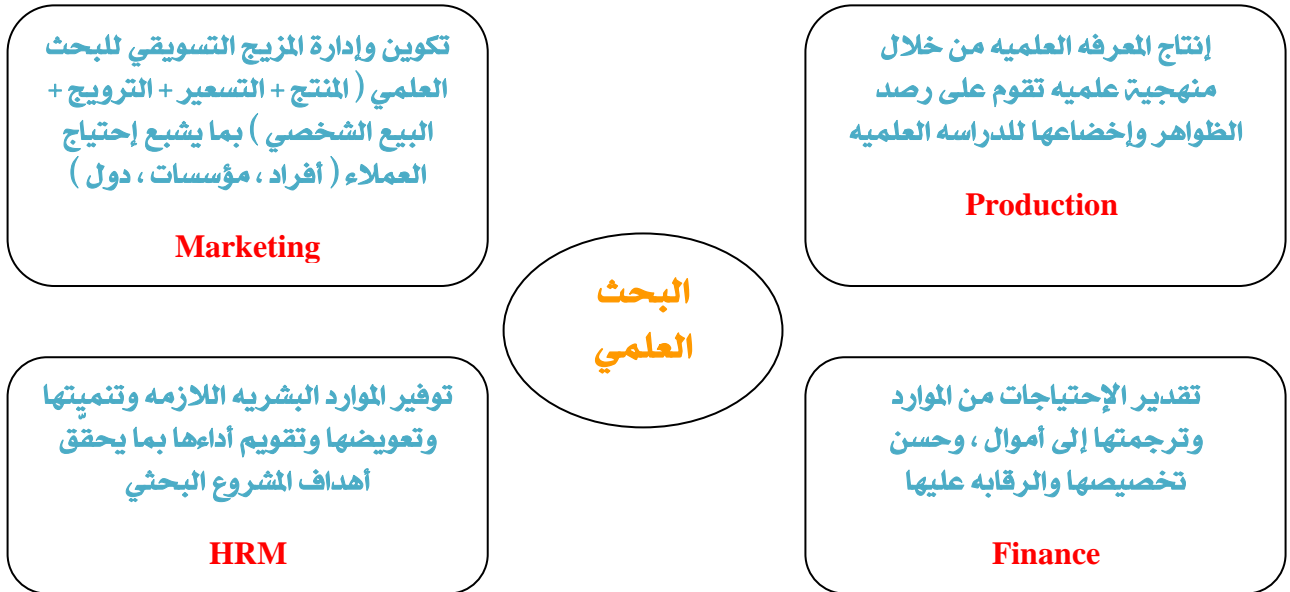 إنتاج المعرفه العلميه من خلال
منهجية علميه تقوم على رصد
الظواهر وإخضاعها للدراسه العلميه
Production
تكوين وإدارة المزيج التسويقي للبحث
العلمي ( المنتج + التسعير + الترويج +
البيع الشخصي ) بما يشبع إحتياج
العملاء ( أفراد ، مؤسسات ، دول )
Marketing
البحث
العلمي
تقدير الإحتياجات من الموارد
وترجمتها إلى أموال ، وحسن
تخصيصها والرقابه عليها
Finance
توفير الموارد البشريه اللازمه وتنميتها
وتعويضها وتقويم أداءها بما يحقّق
أهداف المشروع البحثي
HRM